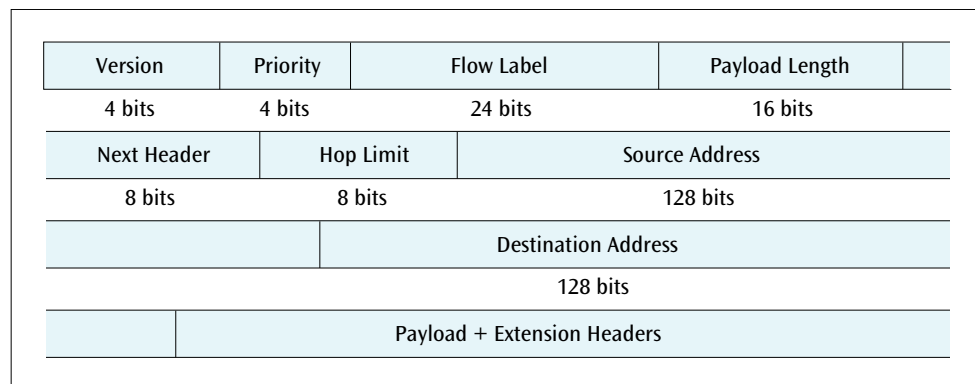 Version Priority Flow Label Payload Length
4 bits 4 bits 24 bits 16 bits
Next Header Hop Limit Source Address
8 bits 8 bits 128 bits
Destination Address
128 bits
Payload + Extension Headers